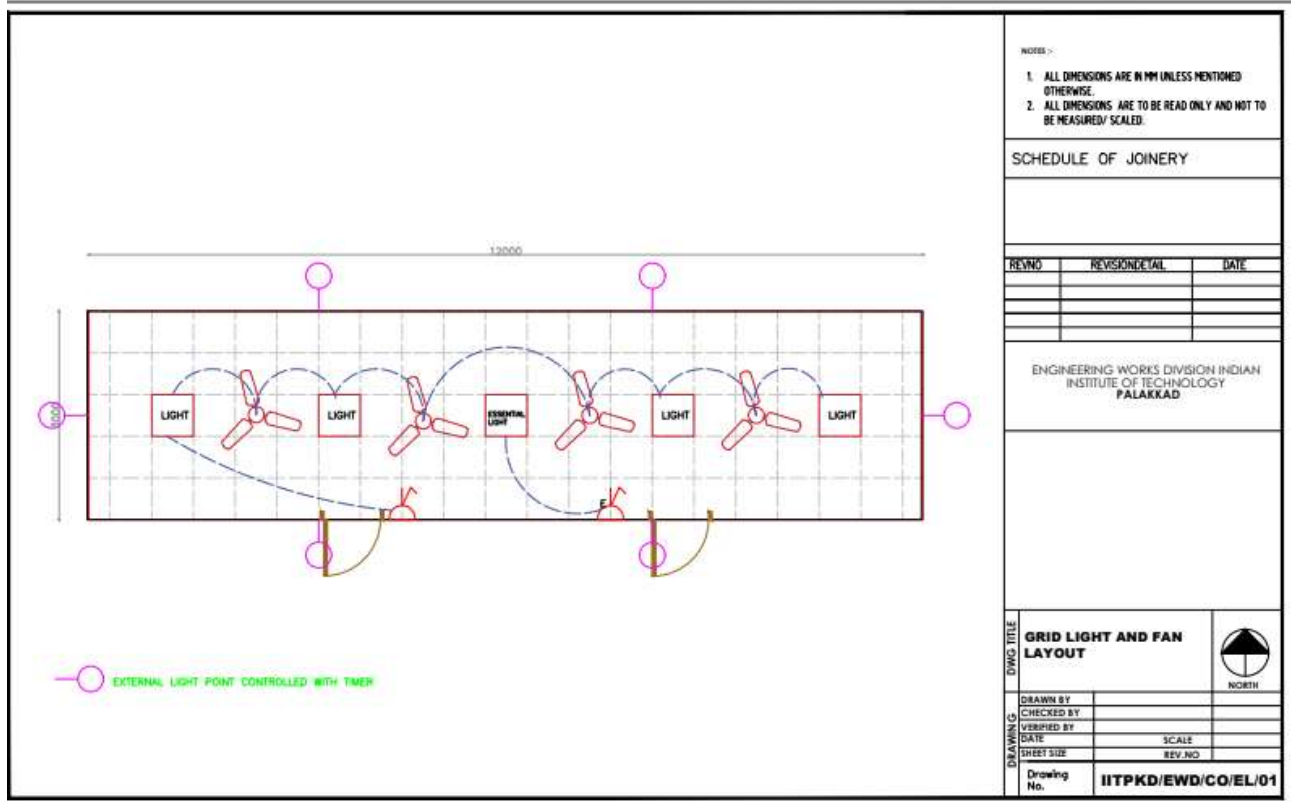 12000
3000
LIGHT
LIGHT
ESSENTIAL
LIGHT
LIGHT
LIGHT
E
EXTERNAL LIGHT POINT CONTROLLED WITH TIMER
NOTES :-
1. ALL DIMENSIONS ARE IN MM UNLESS MENTIONED
OTHERWISE.
2. ALL DIMENSIONS ARE TO BE READ ONLY AND NOT TO
BE MEASURED/ SCALED.
SCHEDULE OF JOINERY
REVNO REVISIONDETAIL DATE
ENGINEERING WORKS DIVISION INDIAN
INSTITUTE OF TECHNOLOGY
PALAKKAD
DWG TITLE
GRID LIGHT AND FAN
LAYOUT
NORTH
DRAWING
DRAWN BY
CHECKED BY
VERIFIED BY
DATE SCALE
SHEET SIZE REV.NO
Drawing
No.
IITPKD/EWD/CO/EL/01